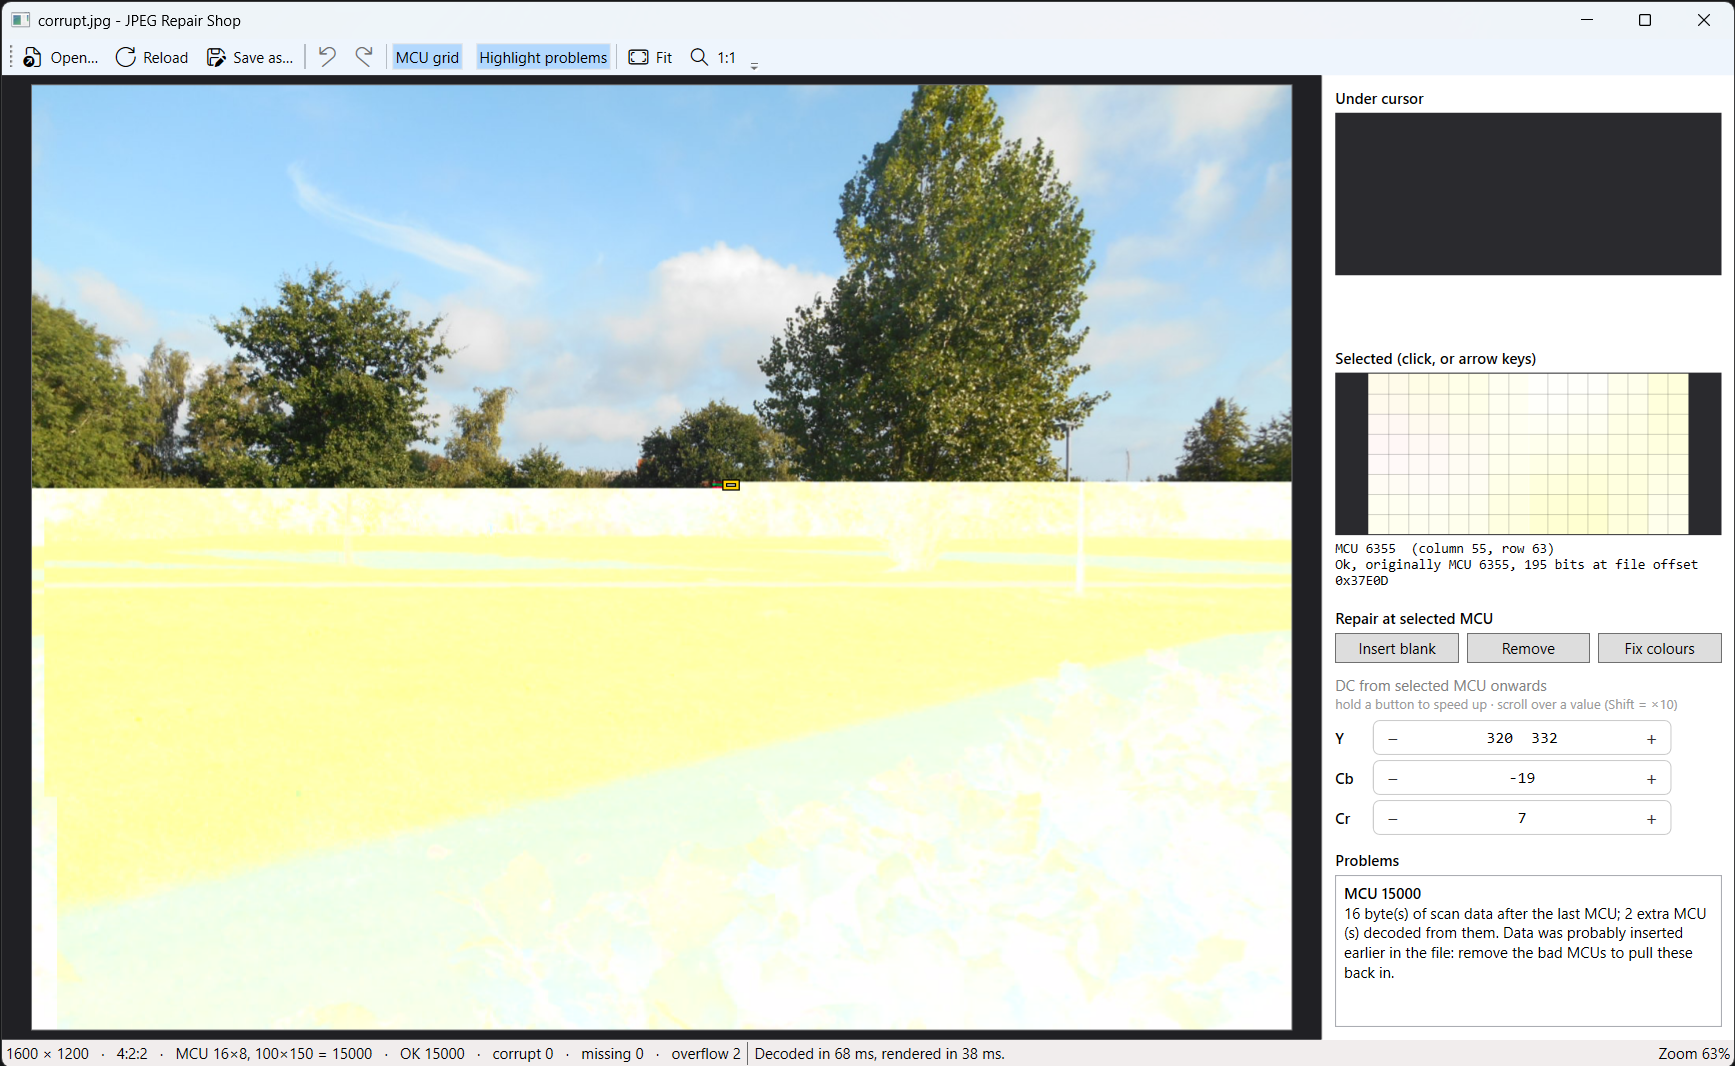 corrupt.jpg - JPEG Repair Shop
Open... Reload Save as... MCU grid Highlight problems Fit 1:1
Under cursor
Selected (click, or arrow keys)
MCU 6355 (column 55, row 63)
Ok, originally MCU 6355, 195 bits at file offset
0x37E0D
Repair at selected MCU
Insert blank Remove Fix colours
DC from selected MCU onwards
hold a button to speed up · scroll over a value (Shift = ×10)
Y − 320 332 +
Cb − -19 +
Cr − 7 +
Problems
MCU 15000
16 byte(s) of scan data after the last MCU; 2 extra MCU
(s) decoded from them. Data was probably inserted
earlier in the file: remove the bad MCUs to pull these
back in.
1600 × 1200 · 4:2:2 · MCU 16×8, 100×150 = 15000 · OK 15000 · corrupt 0 · missing 0 · overflow 2 Decoded in 68 ms, rendered in 38 ms. Zoom 63%